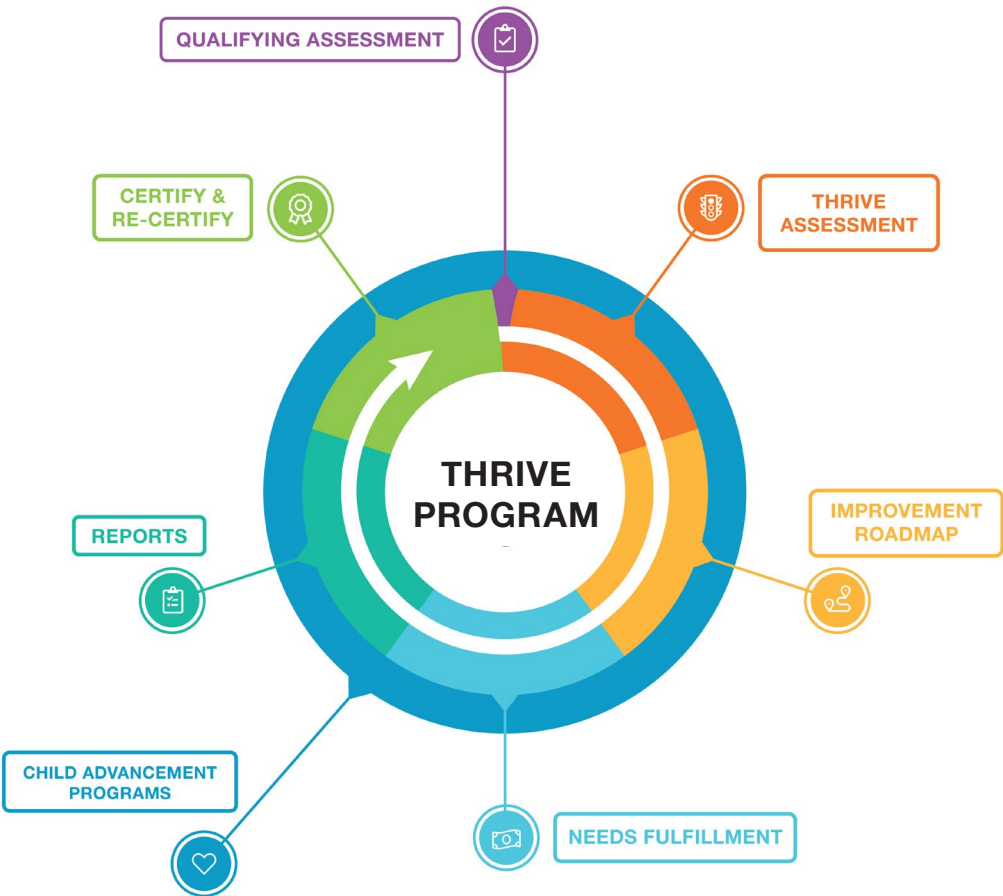 QUALIFYING ASSESSMENT
CERTIFY &
RE-CERTIFY
THRIVE
ASSESSMENT
THRIVE
PROGRAM
IMPROVEMENT
ROADMAP
REPORTS
CHILD ADVANCEMENT
PROGRAMS
NEEDS FULFILLMENT